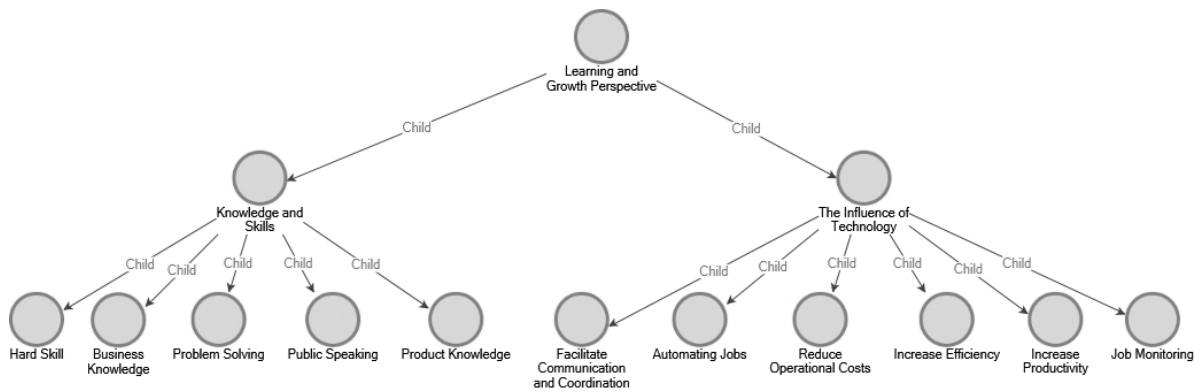 Learning and
Growth Perspective
Child
Child
Knowledge and
Skills
The Influence of
Technology
Child
Child
Child
Child
Child
Child
Child
Child
Child
Child
Child
Hard Skill
Business
Knowledge
Problem Solving
Public Speaking
Product Knowledge
Facilitate
Communication
and Coordination
Automating Jobs
Reduce
Operational Costs
Increase Efficiency
Increase
Productivity
Job Monitoring